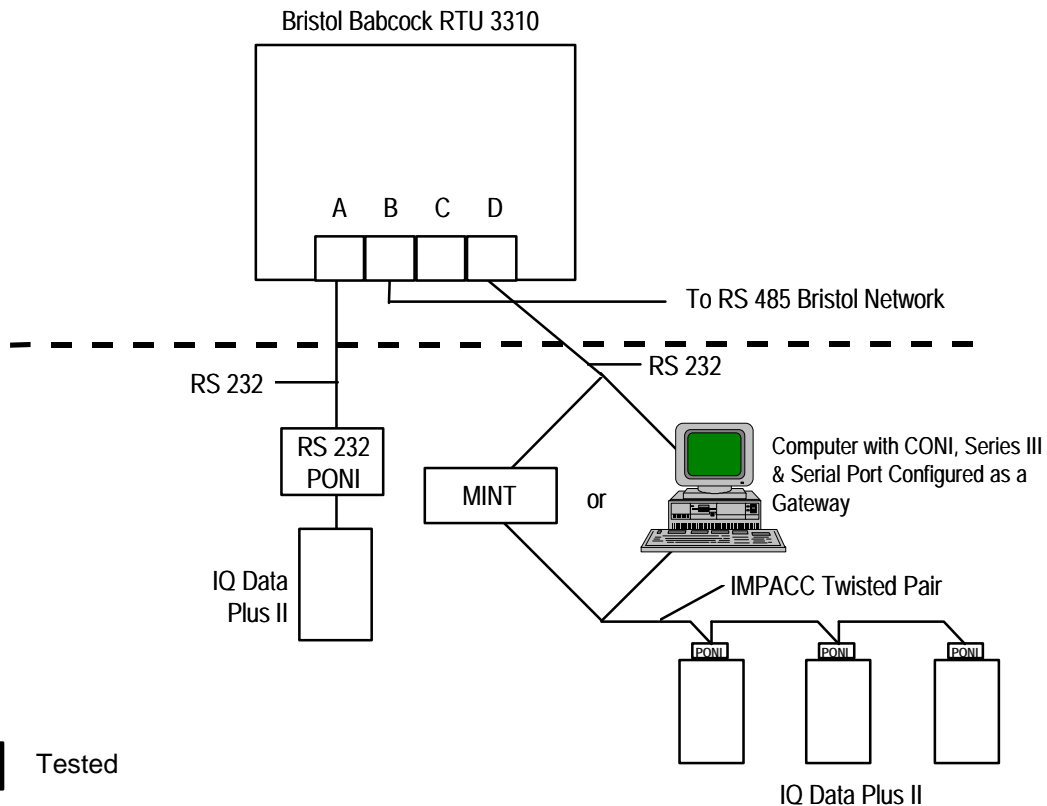 Bristol Babcock RTU 3310
A B C D
To RS 485 Bristol Network
RS 232
RS 232
RS 232
PONI
MINT
or
Computer with CONI, Series III
& Serial Port Configured as a
Gateway
IQ Data
Plus II
IMPACC Twisted Pair
PONI
PONI
PONI
Tested
IQ Data Plus II